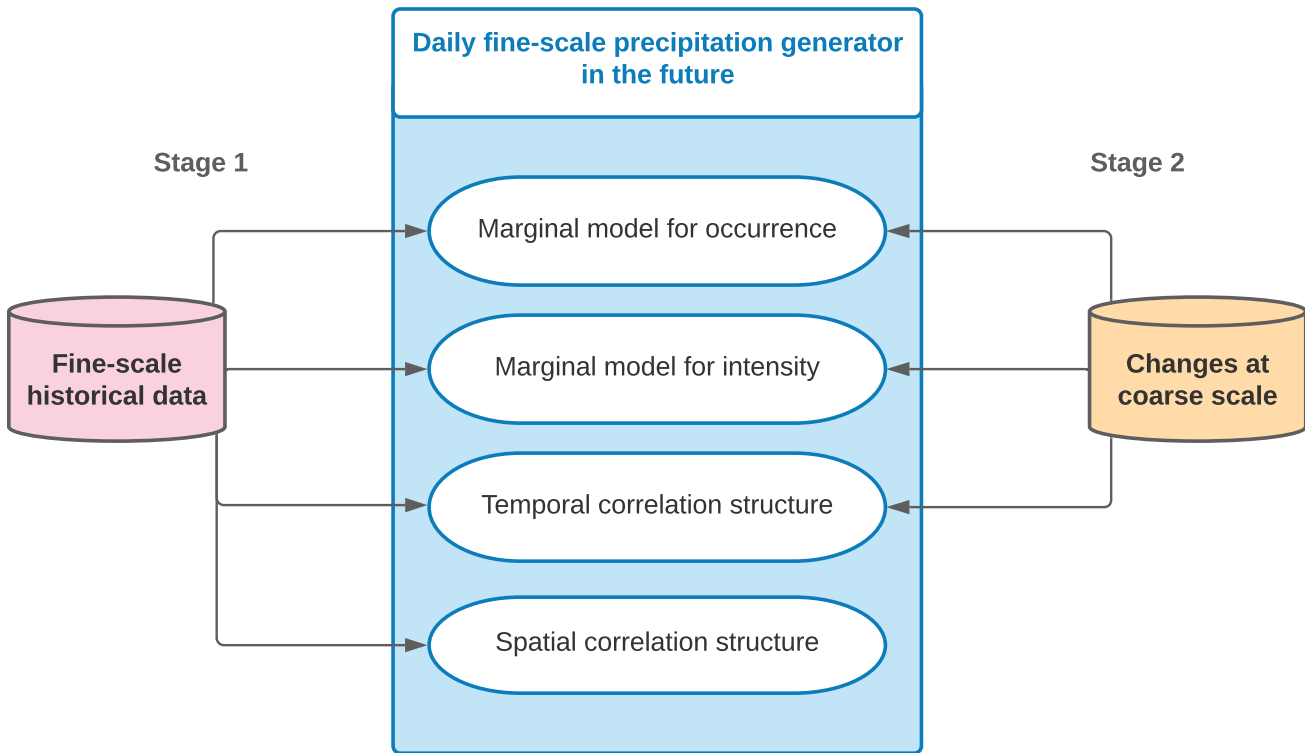 Daily fine-scale precipitation generator
in the future
Stage 1
Stage 2
Marginal model for occurrence
Fine-scale
historical data
Marginal model for intensity
Changes at
coarse scale
Temporal correlation structure
Spatial correlation structure